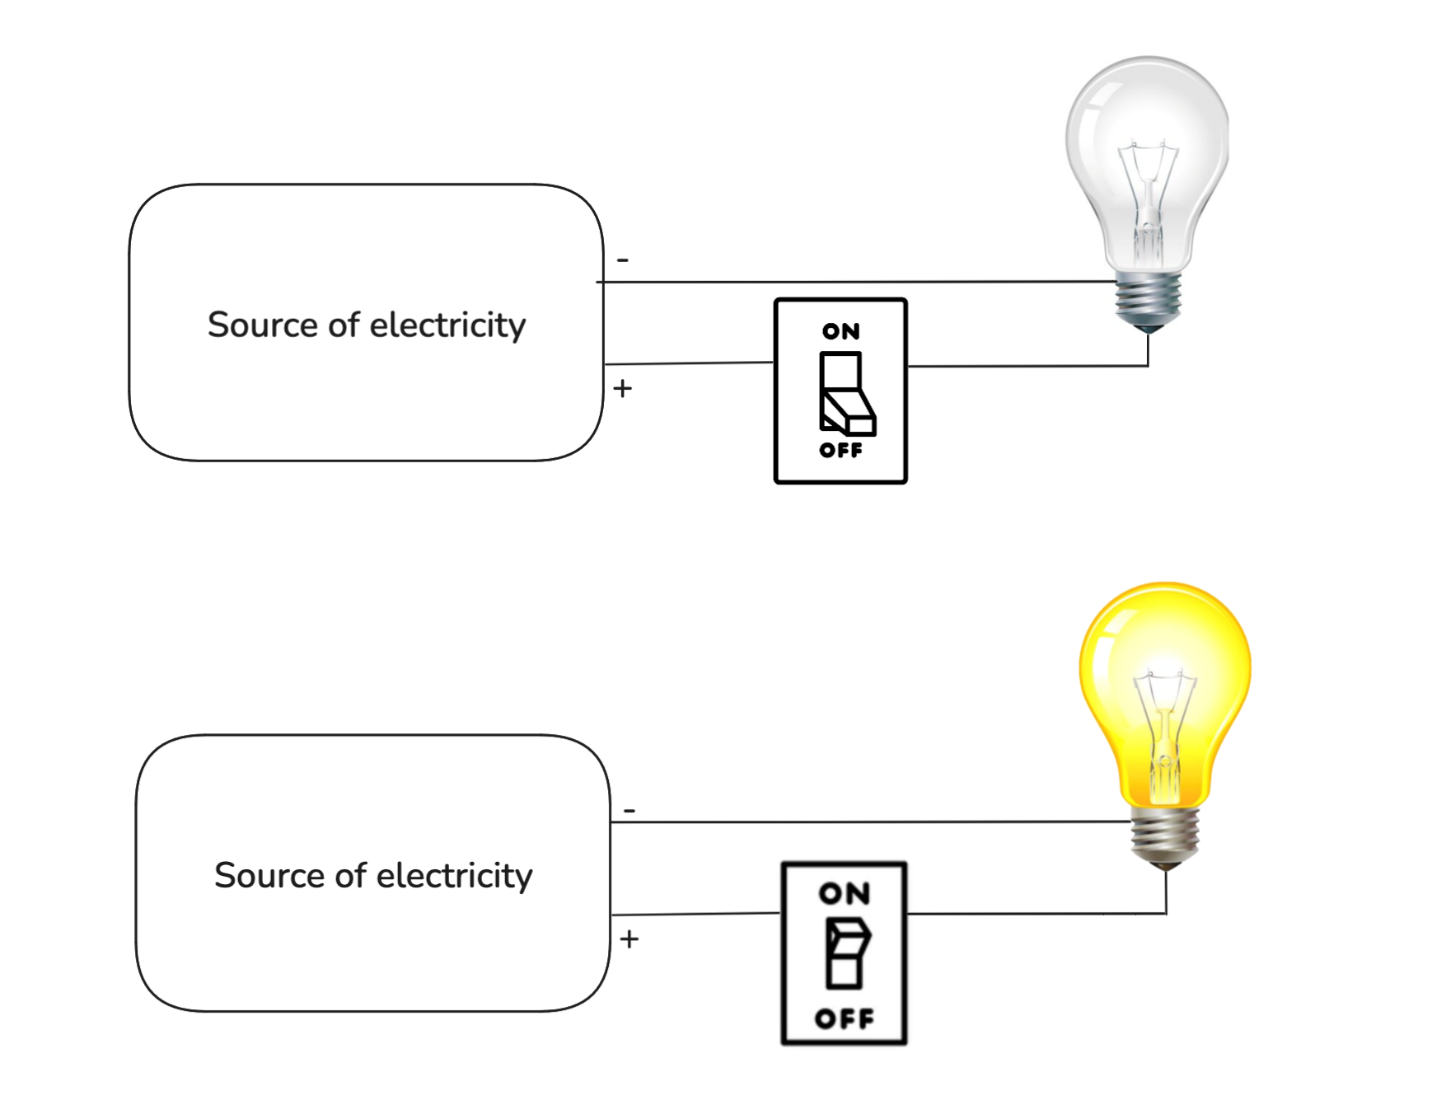 -
Source of electricity
ON
+
OFF
-
Source of electricity
ON
+
OFF